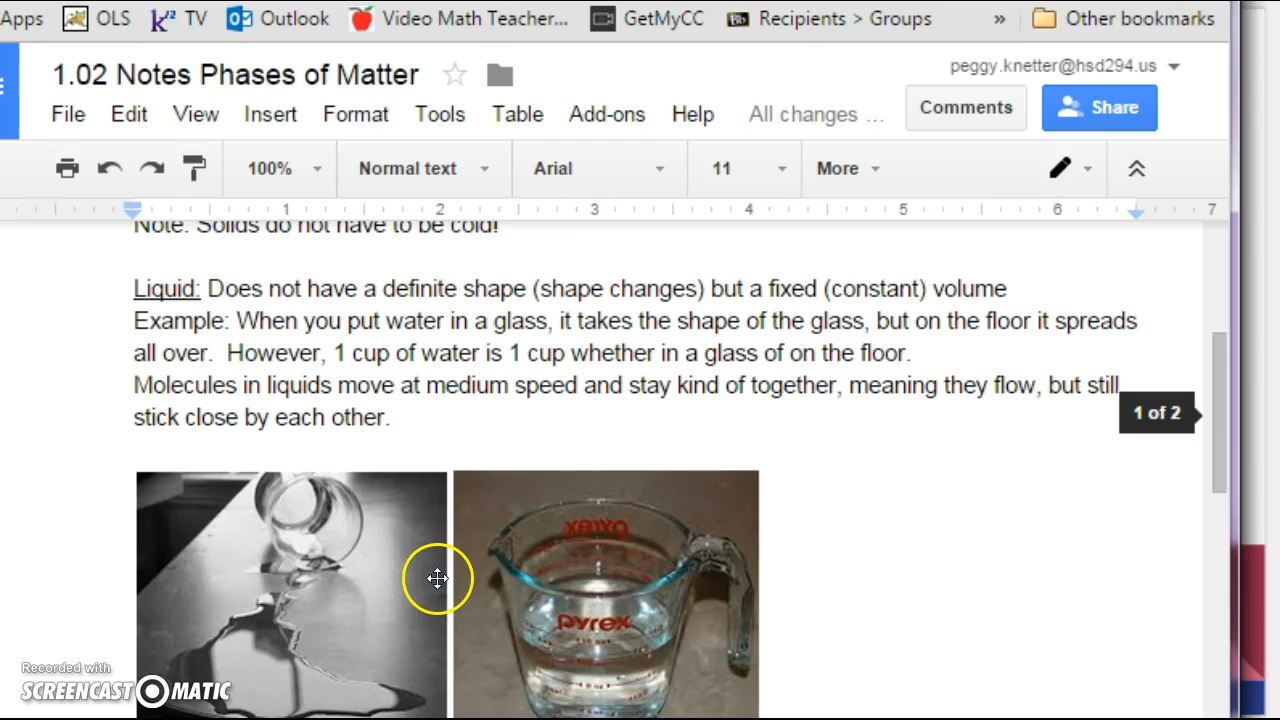 Apps OLS k12 TV Outlook Video Math Teacher... GetMyCC Bb Recipients > Groups » Other bookmarks
1.02 Notes Phases of Matter peggy.knetter@hsd294.us
File Edit View Insert Format Tools Table Add-ons Help All changes ... Comments Share
100% Normal text Arial 11 More
1 2 3 4 5 6 7
Note: Solids do not have to be cold!
Liquid: Does not have a definite shape (shape changes) but a fixed (constant) volume
Example: When you put water in a glass, it takes the shape of the glass, but on the floor it spreads
all over. However, 1 cup of water is 1 cup whether in a glass of on the floor.
Molecules in liquids move at medium speed and stay kind of together, meaning they flow, but still
stick close by each other.
1 of 2
PYREX
PYREX
Recorded with
SCREENCAST MATIC